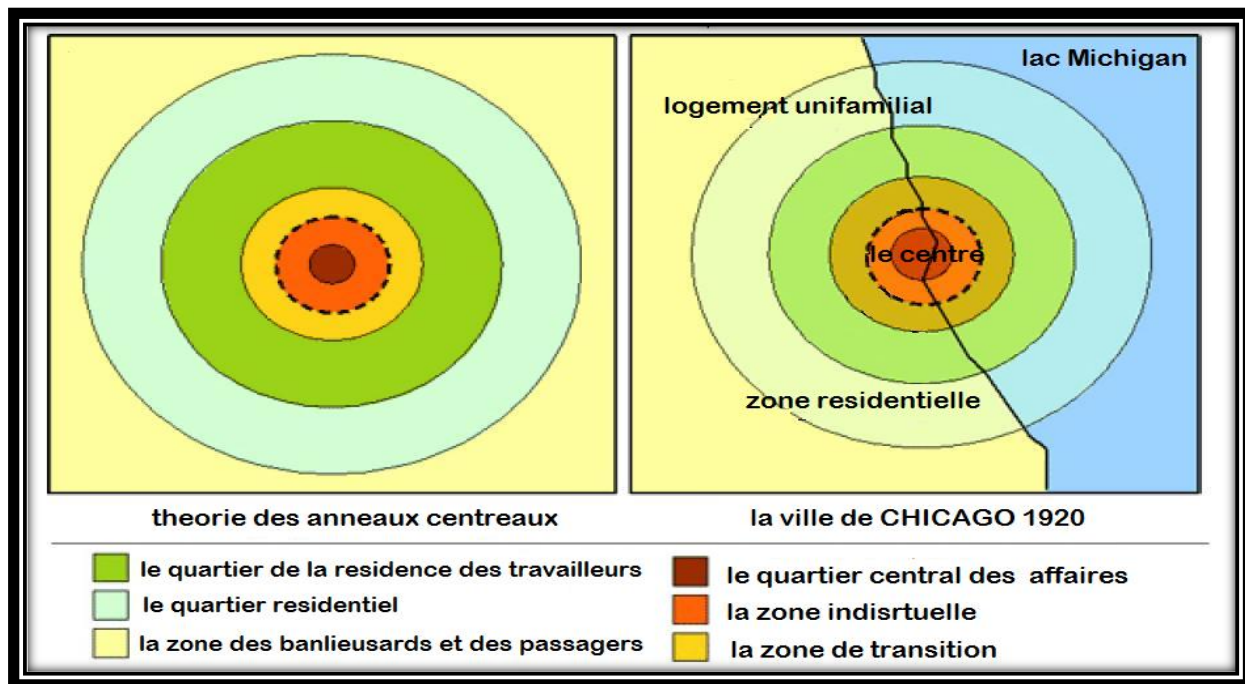 lac Michigan
logement unifamilial
le centre
zone residentielle
theorie des anneaux centreaux
la ville de CHICAGO 1920
le quartier de la residence des travailleurs
le quartier residentiel
la zone des banlieusards et des passagers
le quartier central des affaires
la zone indisrtuelle
la zone de transition